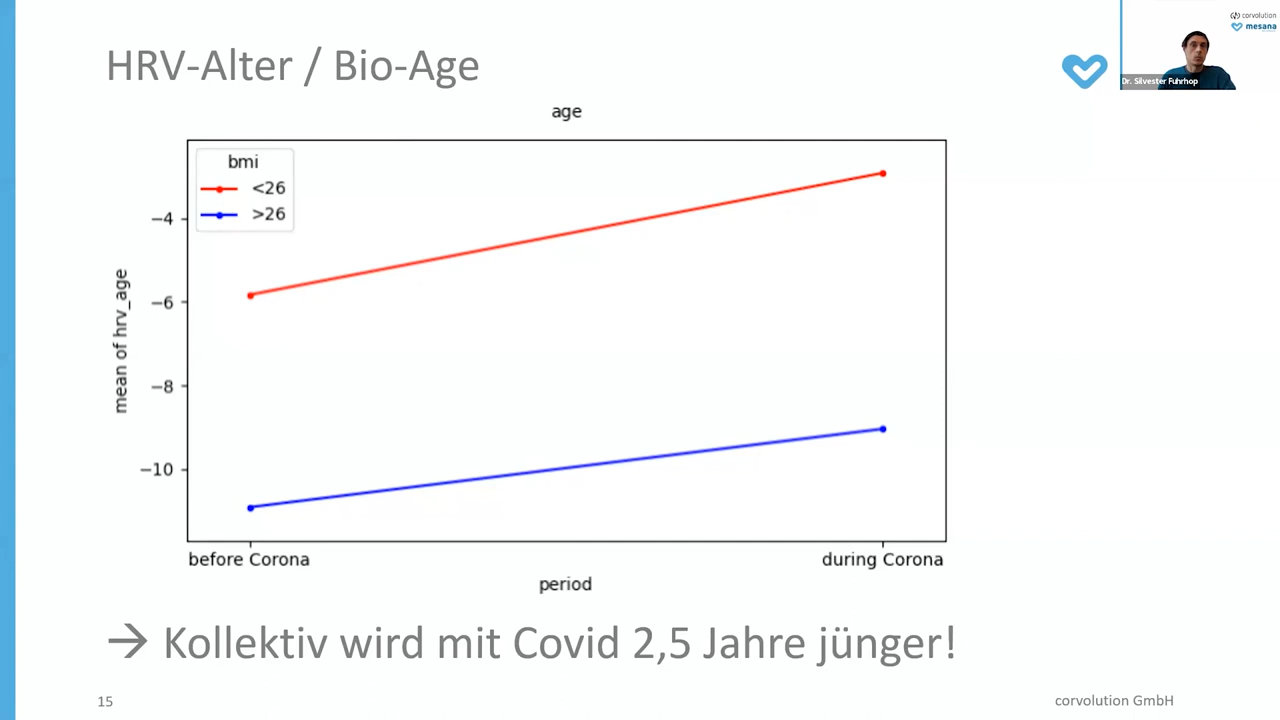 HRV-Alter / Bio-Age
corvolution
mesana
Dr. Silvester Fuhrhop
age
bmi
<26
>26
−4
−6
−8
−10
mean of hrv_age
before Corona
during Corona
period
→ Kollektiv wird mit Covid 2,5 Jahre jünger!
15
corvolution GmbH